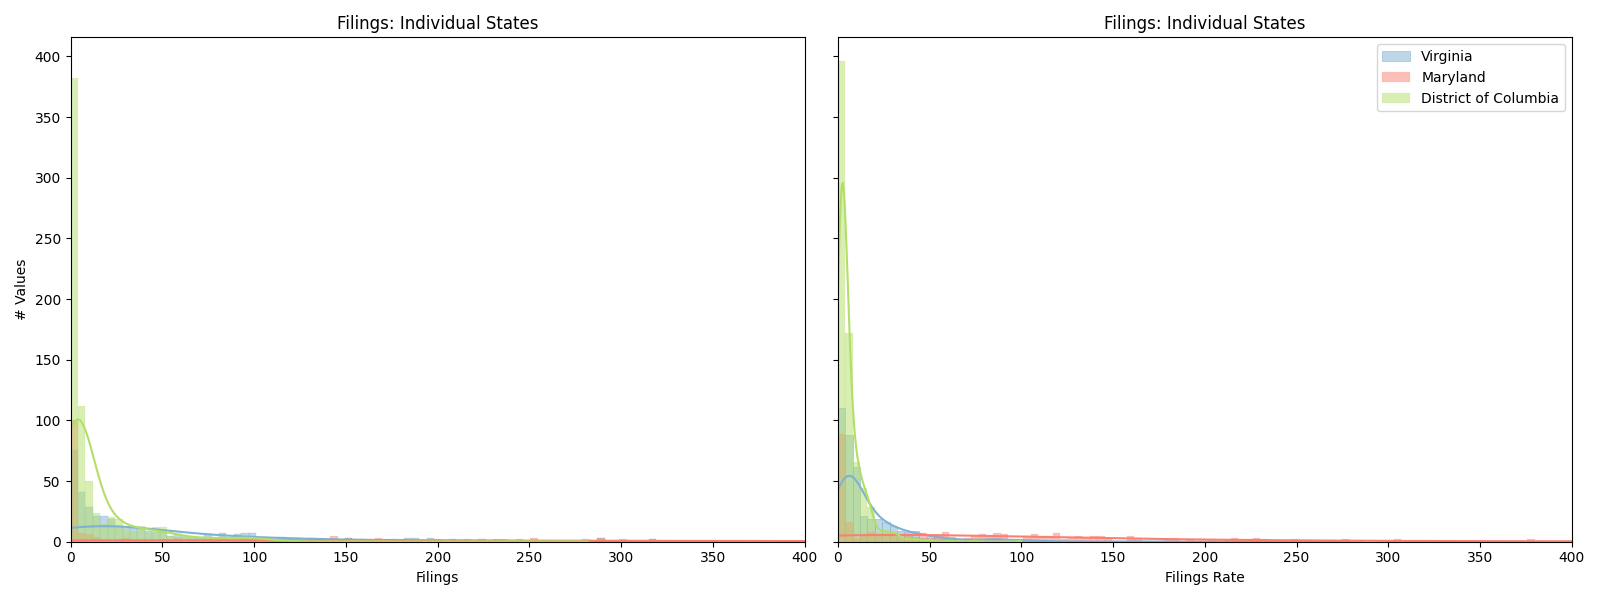 Filings: Individual States
400
350
300
250
200
150
100
50
0
# Values
0 50 100 150 200 250 300 350 400
Filings
Filings: Individual States
Virginia
Maryland
District of Columbia
0 50 100 150 200 250 300 350 400
Filings Rate